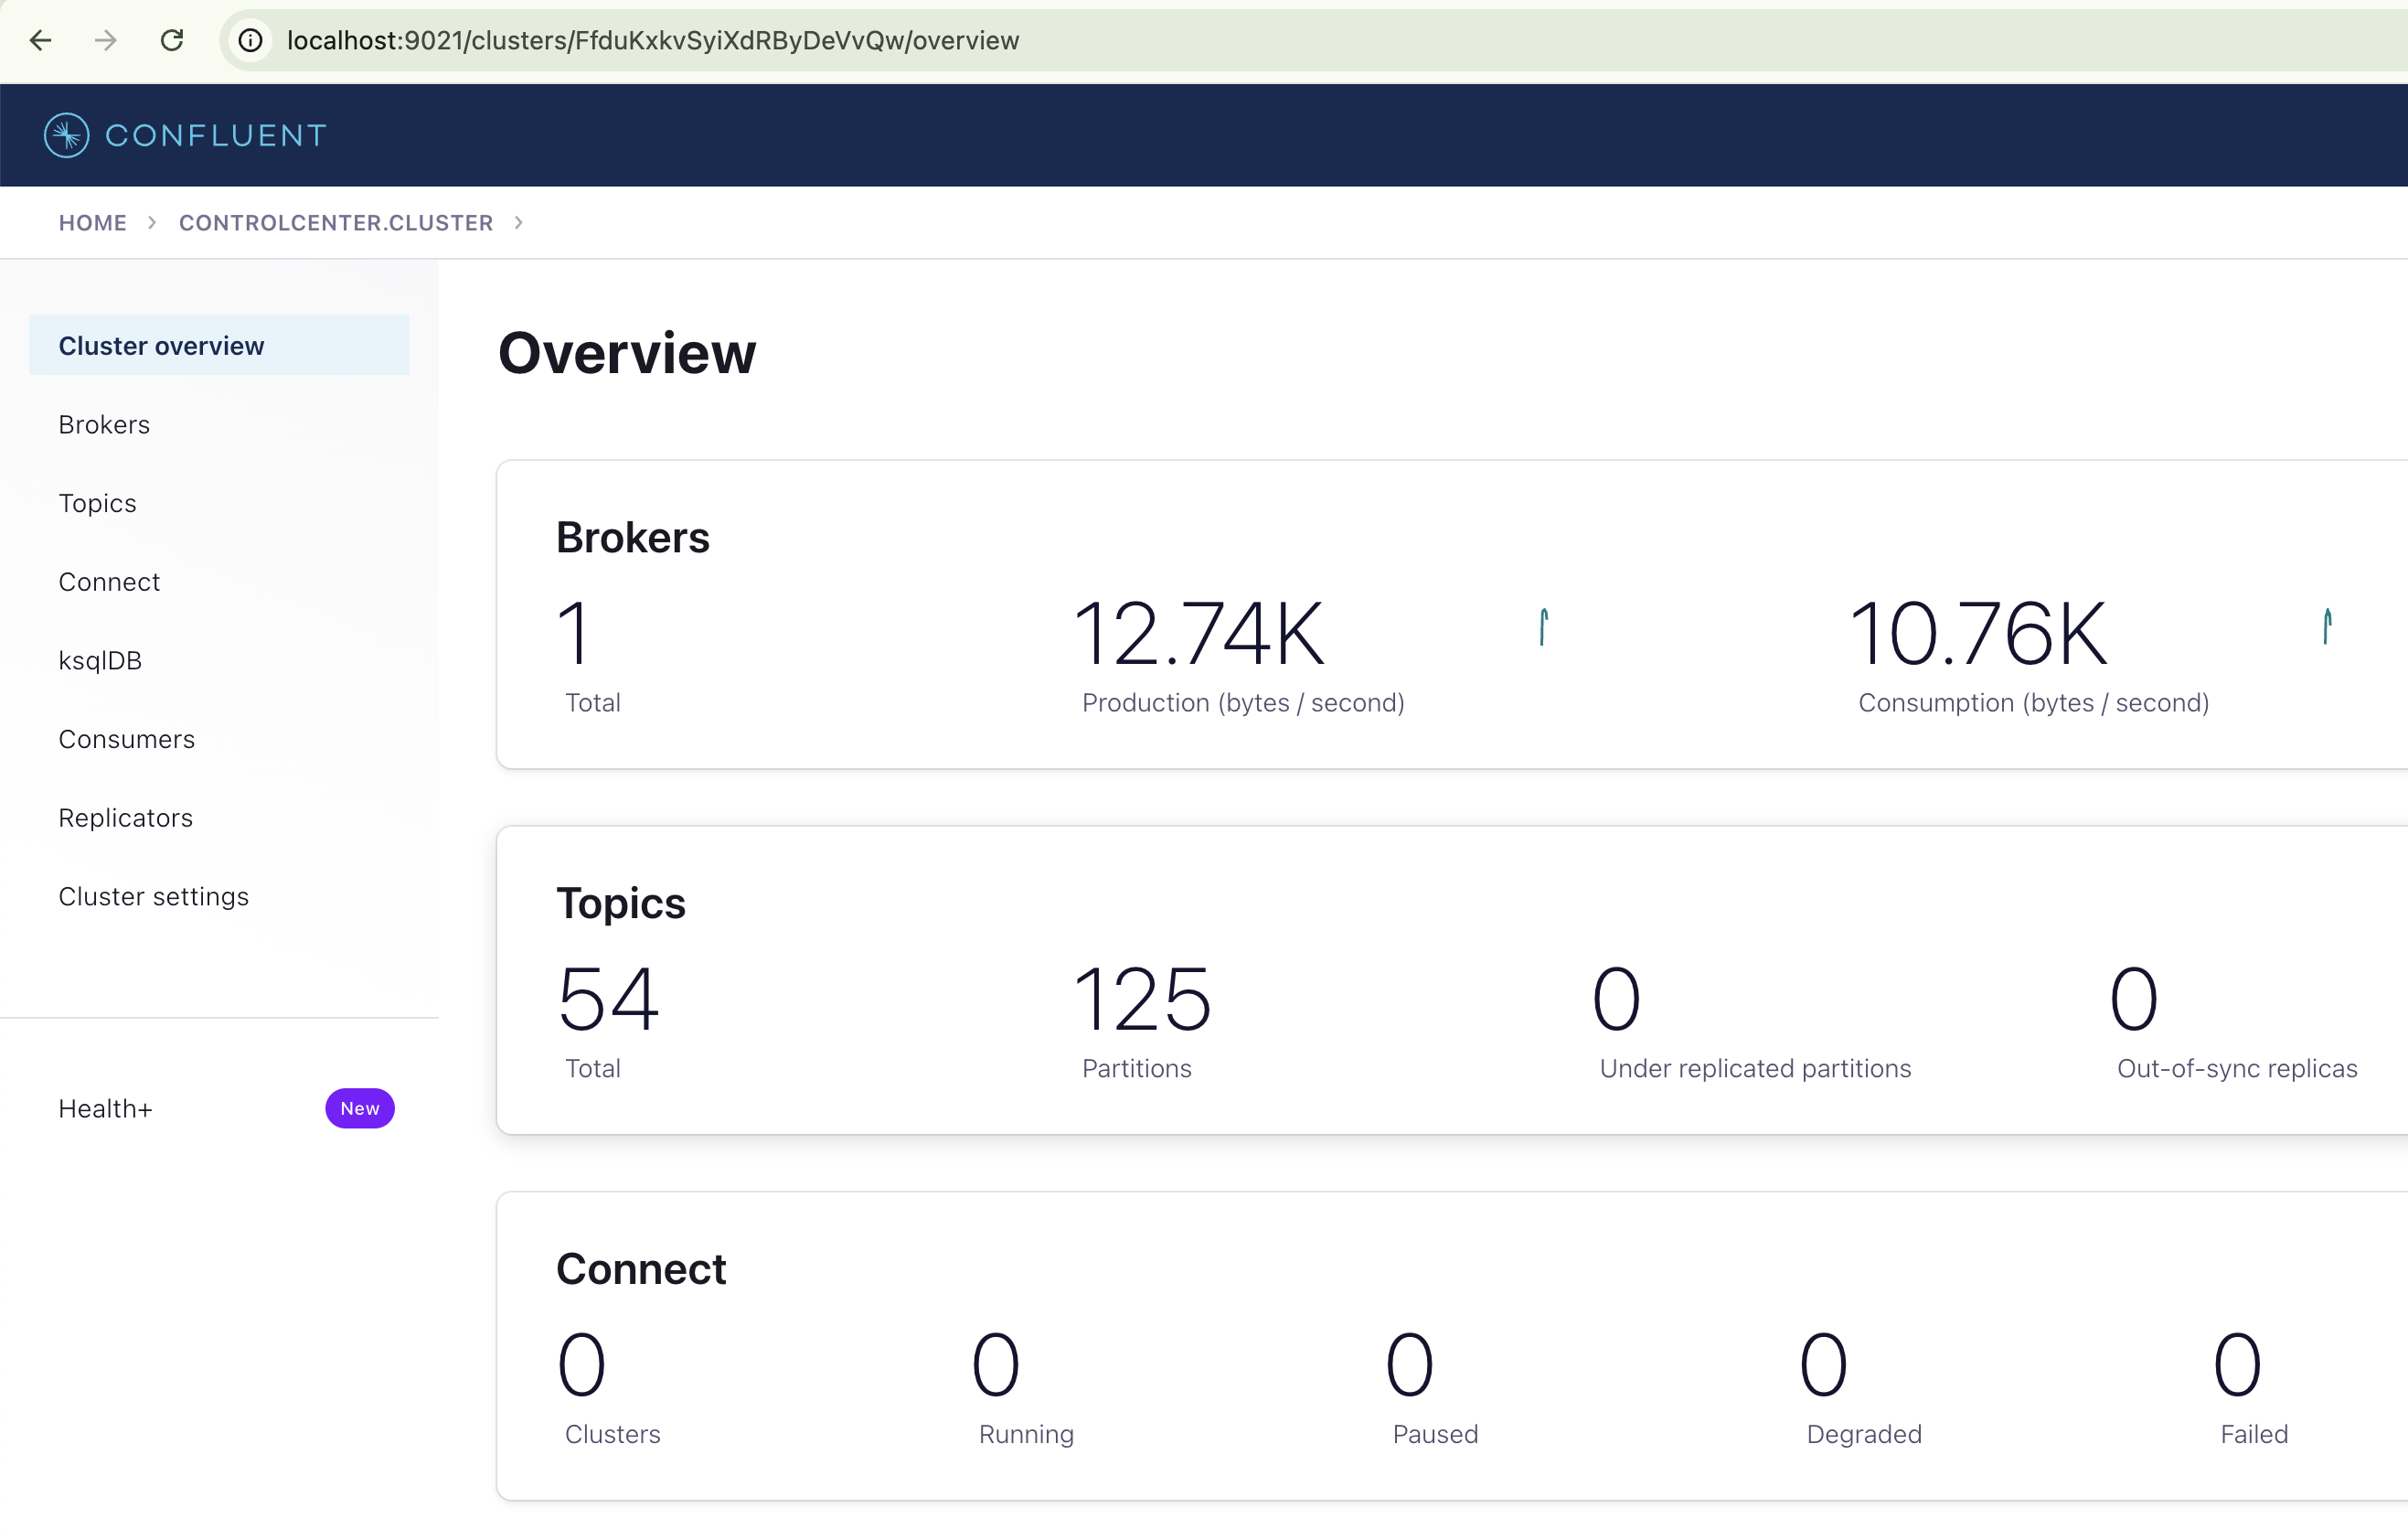 localhost:9021/clusters/FfduKxkvSyiXdRByDeVvQw/overview
CONFLUENT
HOME > CONTROLCENTER.CLUSTER >
Cluster overview
Brokers
Topics
Connect
ksqlDB
Consumers
Replicators
Cluster settings
Health+ New
Overview
Brokers
1 12.74K 10.76K
Total Production (bytes / second) Consumption (bytes / second)
Topics
54 125 0 0
Total Partitions Under replicated partitions Out-of-sync replicas
Connect
0 0 0 0 0
Clusters Running Paused Degraded Failed